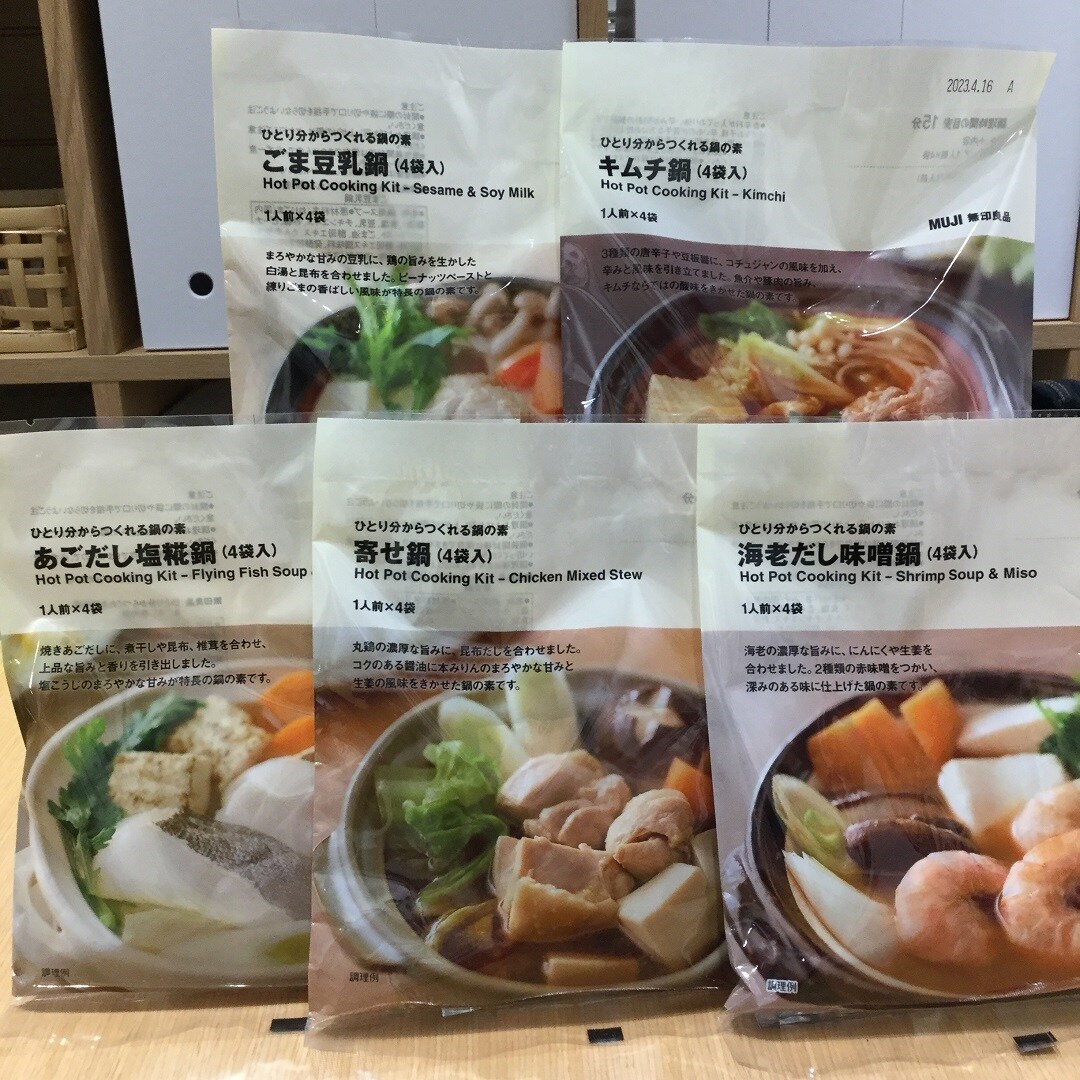 ひとり分からつくれる鍋の素
ごま豆乳鍋(4袋入)
Hot Pot Cooking Kit – Sesame & Soy Milk
1人前×4袋
まろやかな甘みの豆乳に、鶏の旨みを生かした
白湯と昆布を合わせました。ピーナッツペーストと
練りごまの香ばしい風味が特長の鍋の素です。
2023.4.16 A
ひとり分からつくれる鍋の素
キムチ鍋(4袋入)
Hot Pot Cooking Kit – Kimchi
1人前×4袋
MUJI 無印良品
3種類の唐辛子や豆板醤に、コチュジャンの風味を加え、
辛みと風味を引き立てました。魚介や豚肉の旨み、
キムチならではの酸味をきかせた鍋の素です。
ひとり分からつくれる鍋の素
あごだし塩糀鍋(4袋入)
Hot Pot Cooking Kit – Flying Fish Soup
1人前×4袋
焼きあごだしに、煮干しや昆布、椎茸を合わせ、
上品な旨みと香りを引き出しました。
塩こうじのまろやかな甘みが特長の鍋の素です。
調理例
ひとり分からつくれる鍋の素
寄せ鍋(4袋入)
Hot Pot Cooking Kit – Chicken Mixed Stew
1人前×4袋
丸鶏の濃厚な旨みに、昆布だしを合わせました。
コクのある醤油に本みりんのまろやかな甘みと
生姜の風味をきかせた鍋の素です。
調理例
ひとり分からつくれる鍋の素
海老だし味噌鍋(4袋入)
Hot Pot Cooking Kit – Shrimp Soup & Miso
1人前×4袋
海老の濃厚な旨みに、にんにくや生姜を
合わせました。2種類の赤味噌をつかい、
深みのある味に仕上げた鍋の素です。
調理例